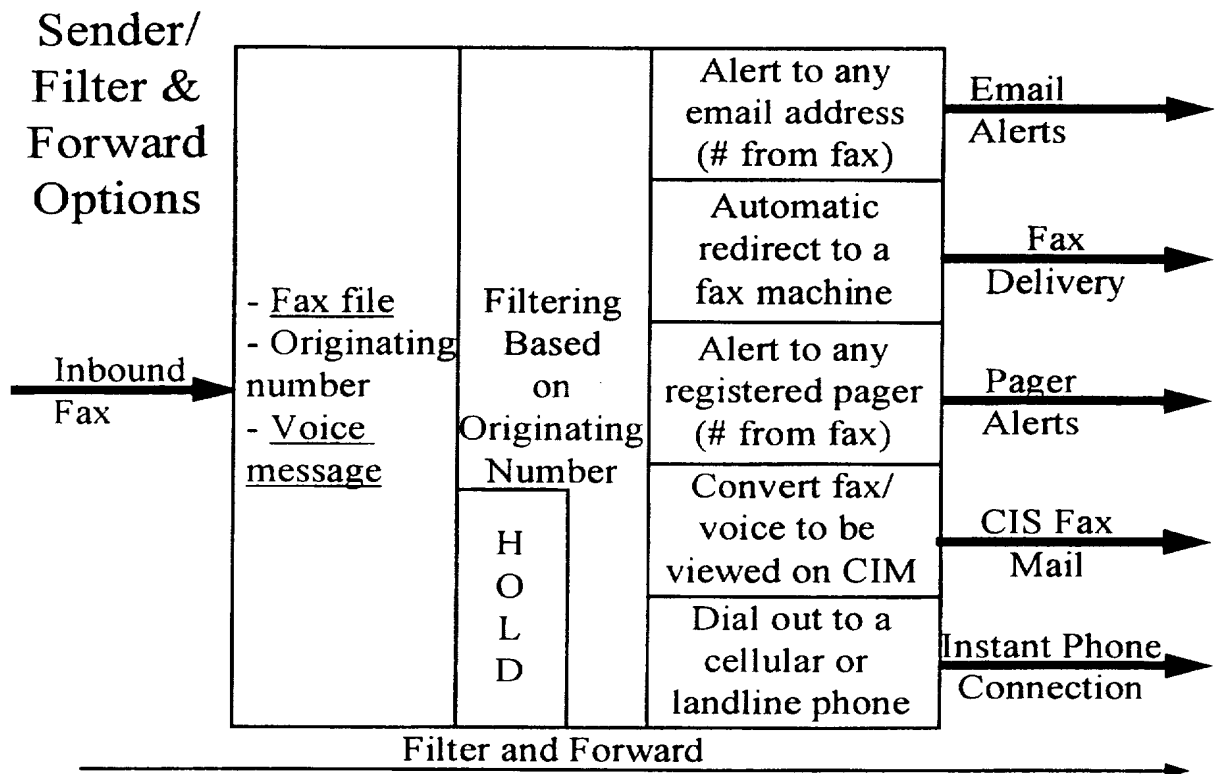 Sender/
Filter &
Forward
Options
Inbound
Fax
- Fax file
- Originating
number
- Voice
message
Filtering
Based
on
Originating
Number
H
O
L
D
Alert to any
email address
(# from fax)
Automatic
redirect to a
fax machine
Alert to any
registered pager
(# from fax)
Convert fax/
voice to be
viewed on CIM
Dial out to a
cellular or
landline phone
Email
Alerts
Fax
Delivery
Pager
Alerts
CIS Fax
Mail
Instant Phone
Connection
Filter and Forward